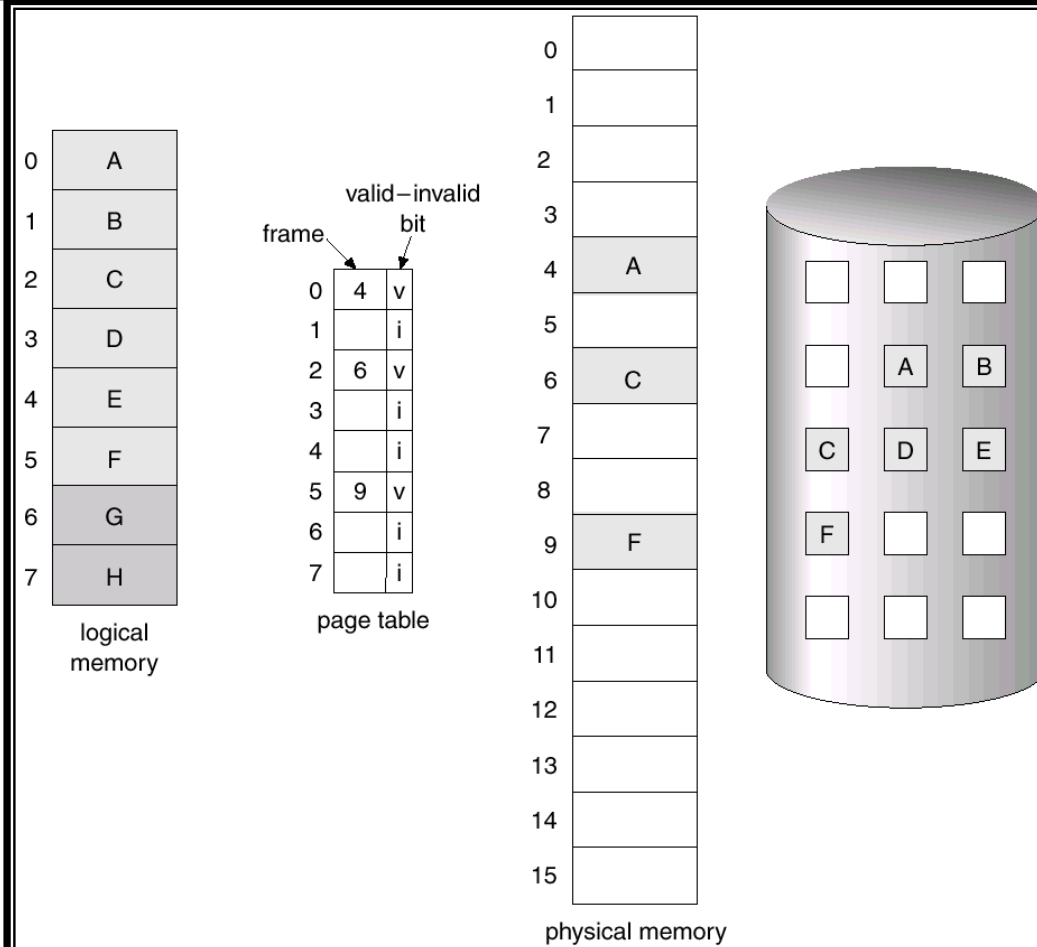 0 A
1 B
2 C
3 D
4 E
5 F
6 G
7 H
logical
memory
valid–invalid
bit
frame
0 4 v
1 i
2 6 v
3 i
4 i
5 9 v
6 i
7 i
page table
0
1
2
3
4 A
5
6 C
7
8
9 F
10
11
12
13
14
15
physical memory
A B
C D E
F